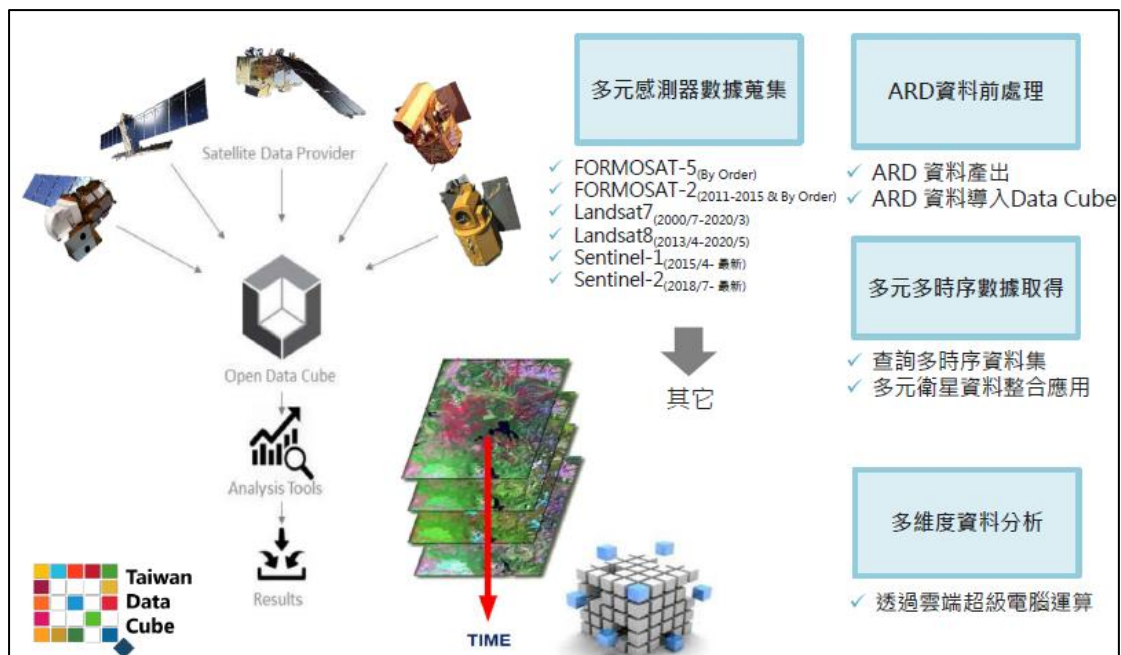 Satellite Data Provider
Open Data Cube
Analysis Tools
Results
Taiwan
Data
Cube
多元感測器數據蒐集
✓ FORMOSAT-5(By Order)
✓ FORMOSAT-2(2011-2015 & By Order)
✓ Landsat7(2000/7-2020/3)
✓ Landsat8(2013/4-2020/5)
✓ Sentinel-1(2015/4- 最新)
✓ Sentinel-2(2018/7- 最新)
其它
TIME
ARD資料前處理
✓ ARD 資料產出
✓ ARD 資料導入Data Cube
多元多時序數據取得
✓ 查詢多時序資料集
✓ 多元衛星資料整合應用
多維度資料分析
✓ 透過雲端超級電腦運算